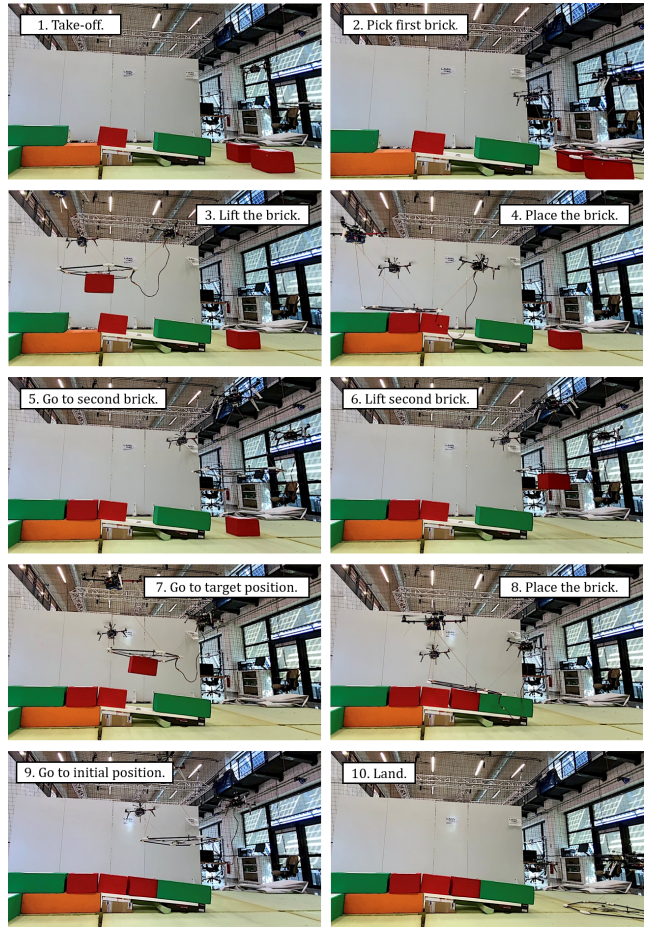 1. Take-off.
2. Pick first brick.
3. Lift the brick.
4. Place the brick.
5. Go to second brick.
6. Lift second brick.
7. Go to target position.
8. Place the brick.
9. Go to initial position.
10. Land.